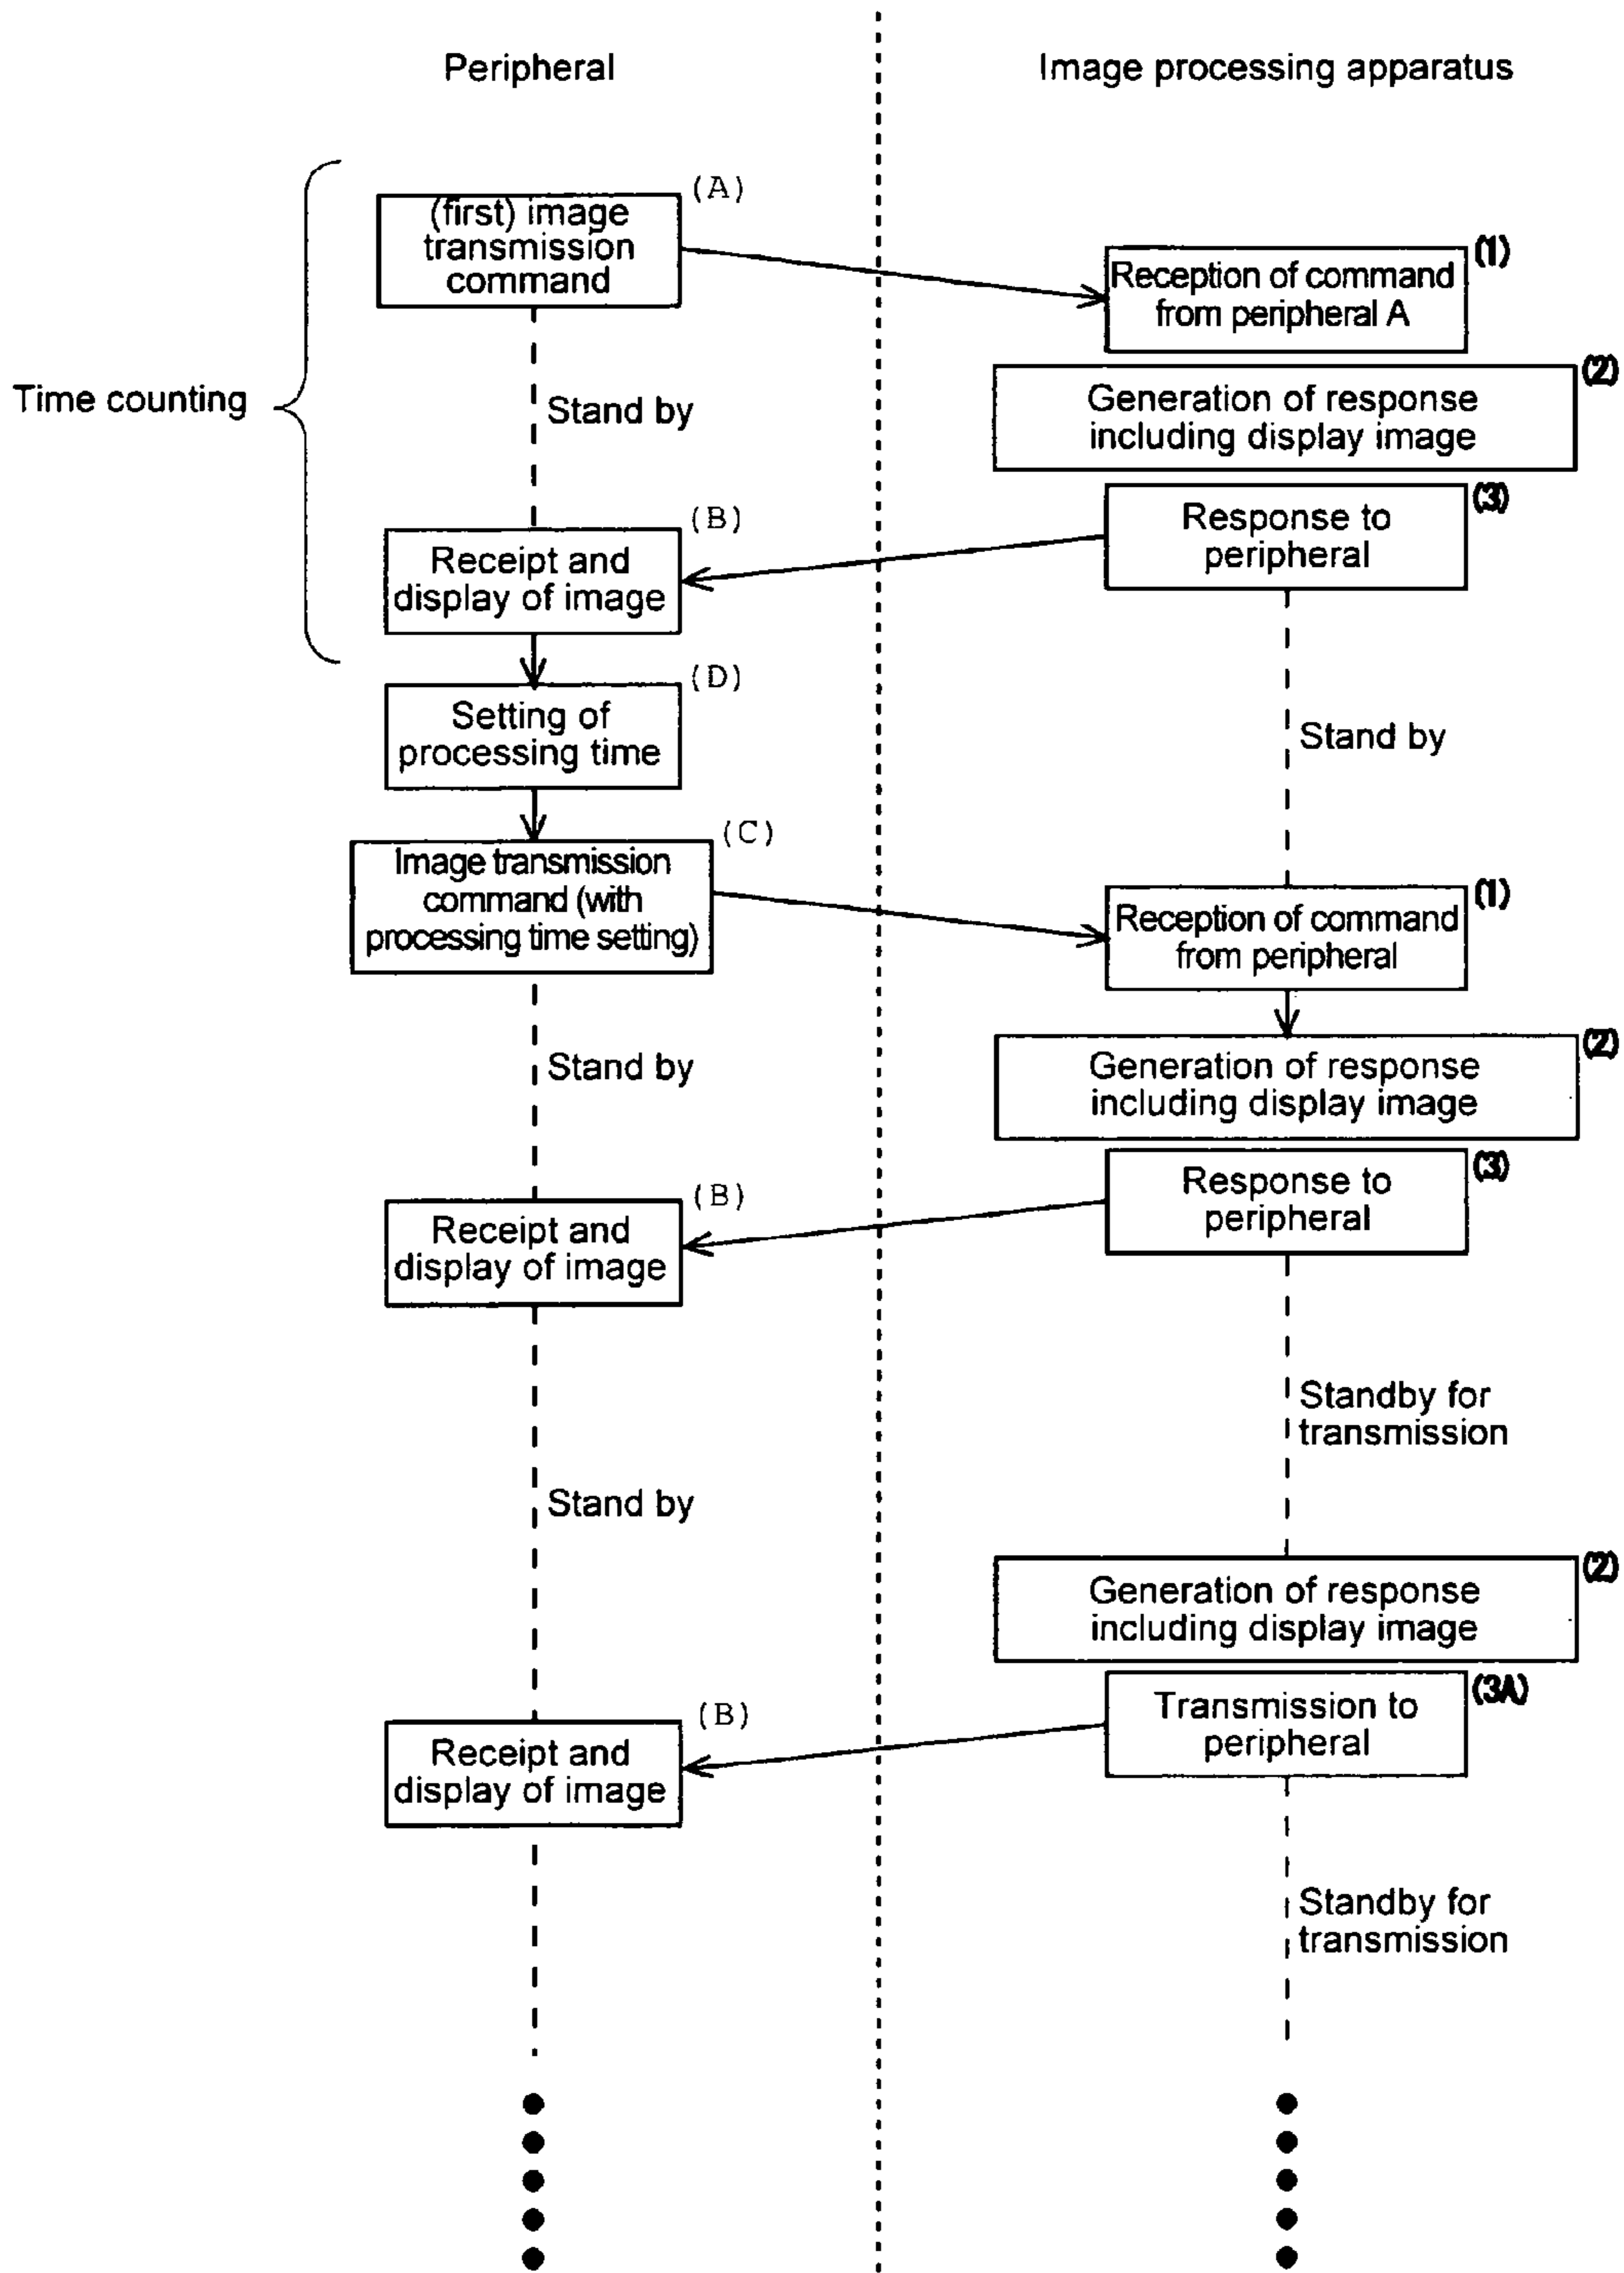 Peripheral
Image processing apparatus
(A)
(first) image
transmission
command
(1)
Reception of command
from peripheral A
(2)
Generation of response
including display image
Time counting
Stand by
(3)
Response to
peripheral
(B)
Receipt and
display of image
(D)
Setting of
processing time
Stand by
(C)
Image transmission
command (with
processing time setting)
(1)
Reception of command
from peripheral
(2)
Generation of response
including display image
Stand by
(3)
Response to
peripheral
(B)
Receipt and
display of image
Standby for
transmission
Stand by
(2)
Generation of response
including display image
(3A)
Transmission to
peripheral
(B)
Receipt and
display of image
Standby for
transmission